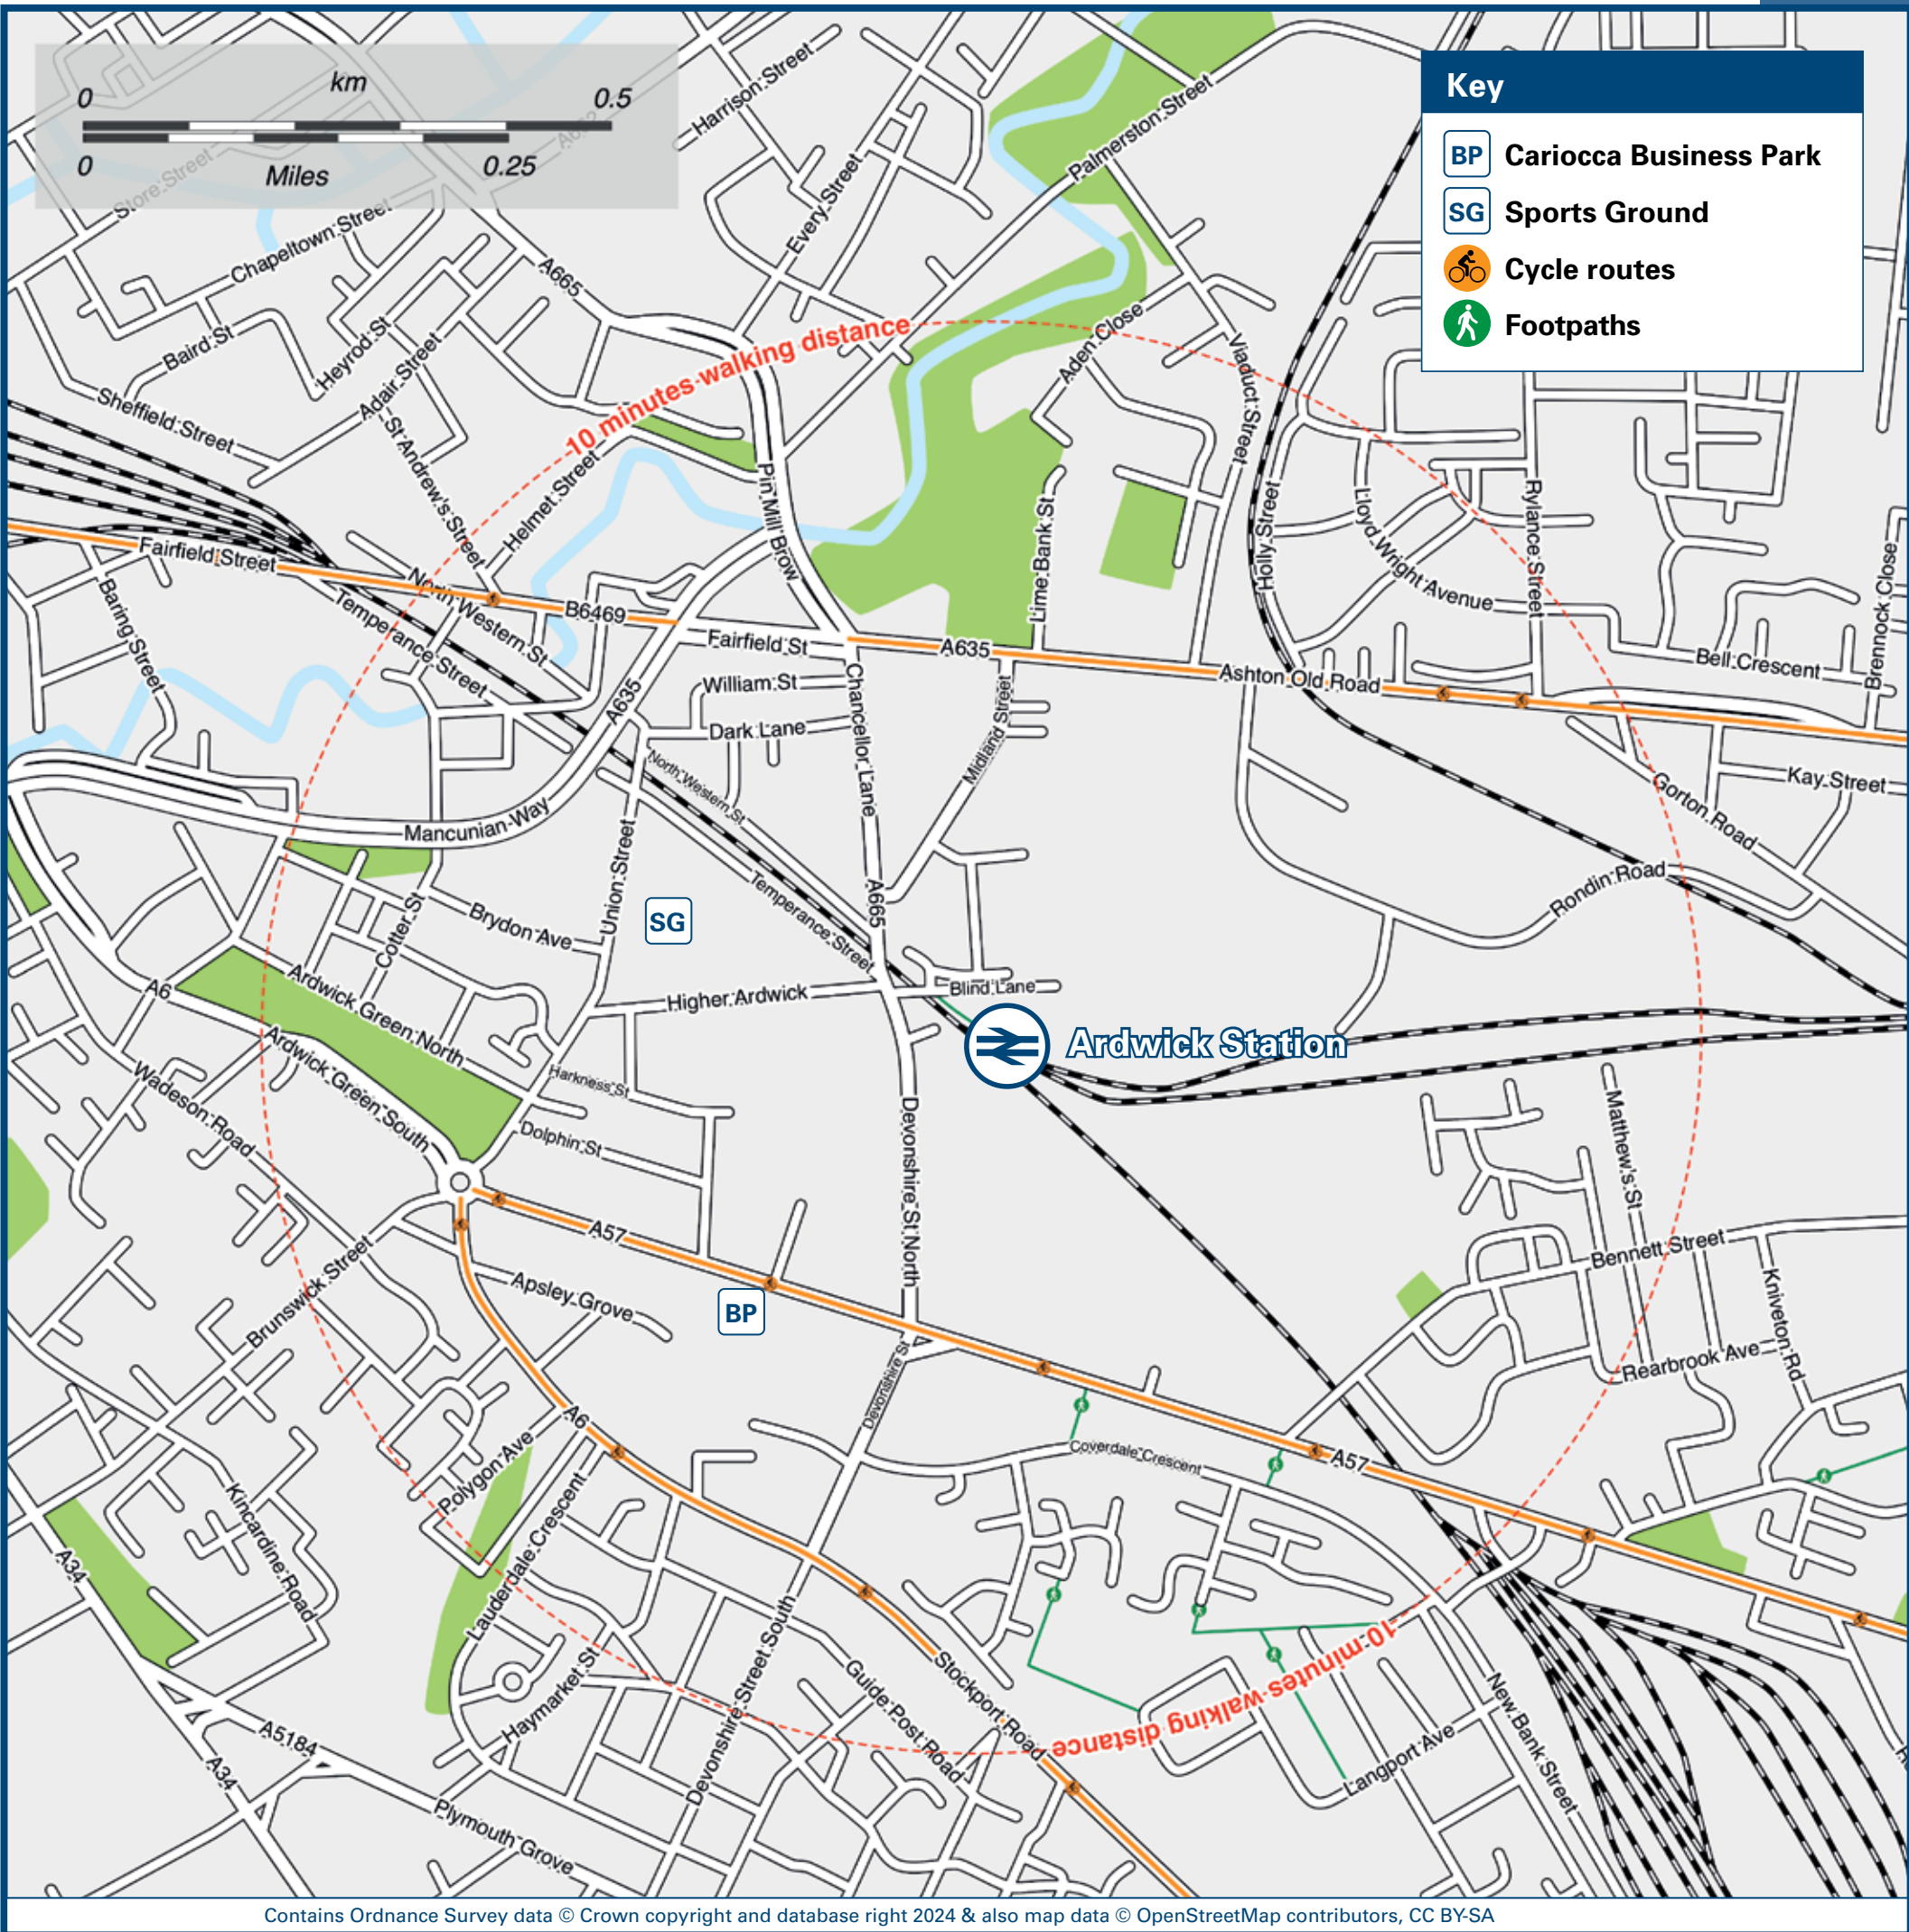 km
0
0.5
0
Miles
0.25
Key
BP Cariocca Business Park
SG Sports Ground
Cycle routes
Footpaths
Harrison Street
Palmerston Street
Store Street
Chapeltown Street
Every Street
A665
Baird St
Heyrod St
Adair Street
Aden Close
Viaduct Street
10 minutes walking distance
Sheffield Street
St Andrew's Street
Helmet Street
Pin Mill Brow
Lime Bank St
Holly Street
Lloyd Wright Avenue
Rylance Street
Fairfield Street
North Western St
B6469
Fairfield St
A635
Ashton Old Road
Bell Crescent
Brennock Close
Baring Street
Temperance Street
A635
William St
Dark Lane
Chancellor Lane
Midland Street
North Western St
Kay Street
Gorton Road
Mancunian Way
Union Street
Temperance Street
A665
Rondin Road
Cotter St
Brydon Ave
SG
A6
Ardwick Green North
Higher Ardwick
Blind Lane
Ardwick Station
Ardwick Green South
Wadeson Road
Harkness St
Dolphin St
Devonshire St North
Matthew's St
A57
Bennett Street
Kniveton Rd
Brunswick Street
Apsley Grove
BP
Devonshire St
Rearbrook Ave
A6
Polygon Ave
Coverdale Crescent
A57
Kincardine Road
Lauderdale Crescent
A34
Haymarket St
Devonshire Street South
Guide Post Road
Stockport Road
10 minutes walking distance
New Bank Street
Langport Ave
A5184
A34
Plymouth Grove
Contains Ordnance Survey data © Crown copyright and database right 2024 & also map data © OpenStreetMap contributors, CC BY-SA